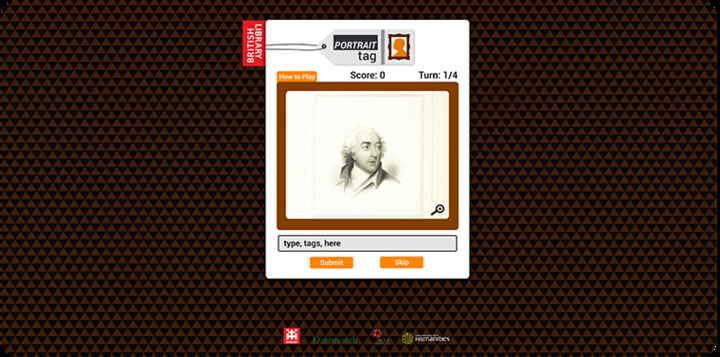 BRITISH
LIBRARY
PORTRAIT
tag
How to Play
Score: 0
Turn: 1/4
type, tags, here
Submit
Skip
Dartmouth
HUMANITIES